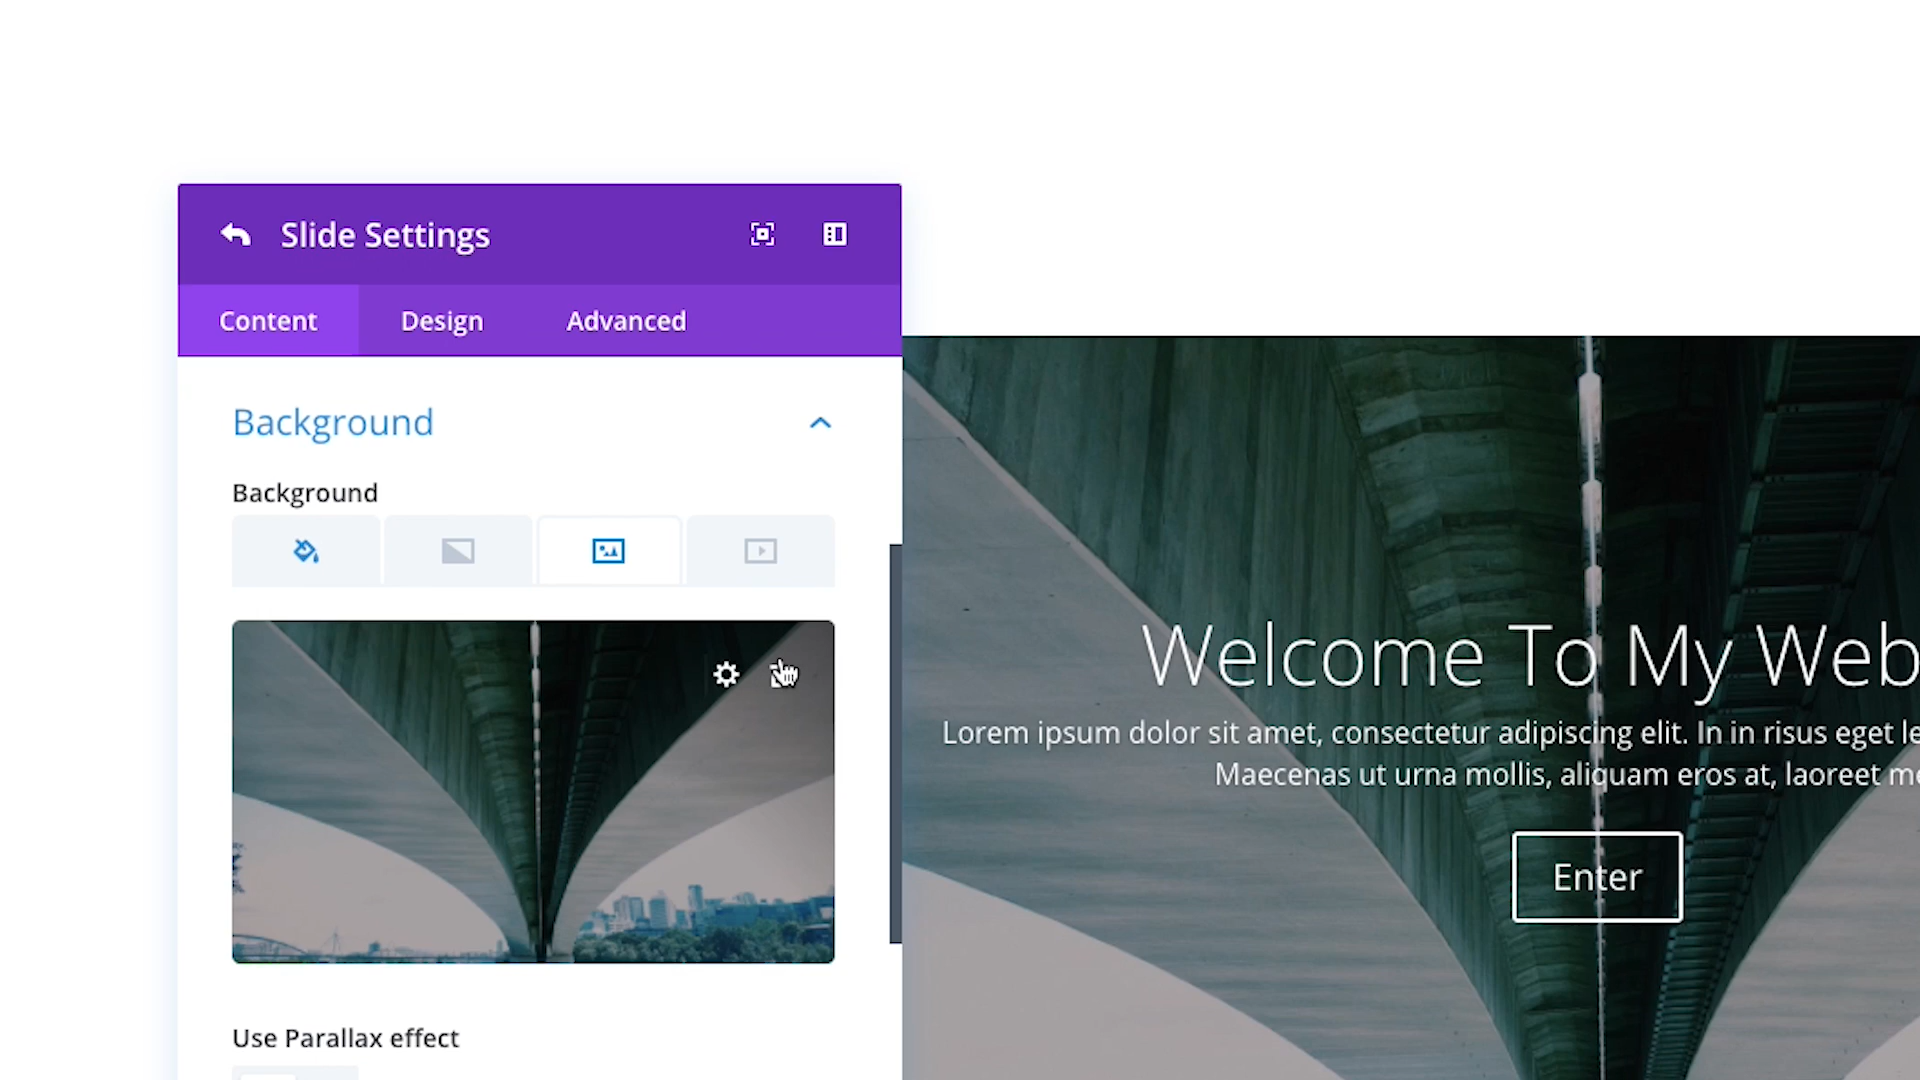 Slide Settings
Content
Design
Advanced
Background
Background
Use Parallax effect
Welcome To My Web
Lorem ipsum dolor sit amet, consectetur adipiscing elit. In in risus eget le
Maecenas ut urna mollis, aliquam eros at, laoreet me
Enter